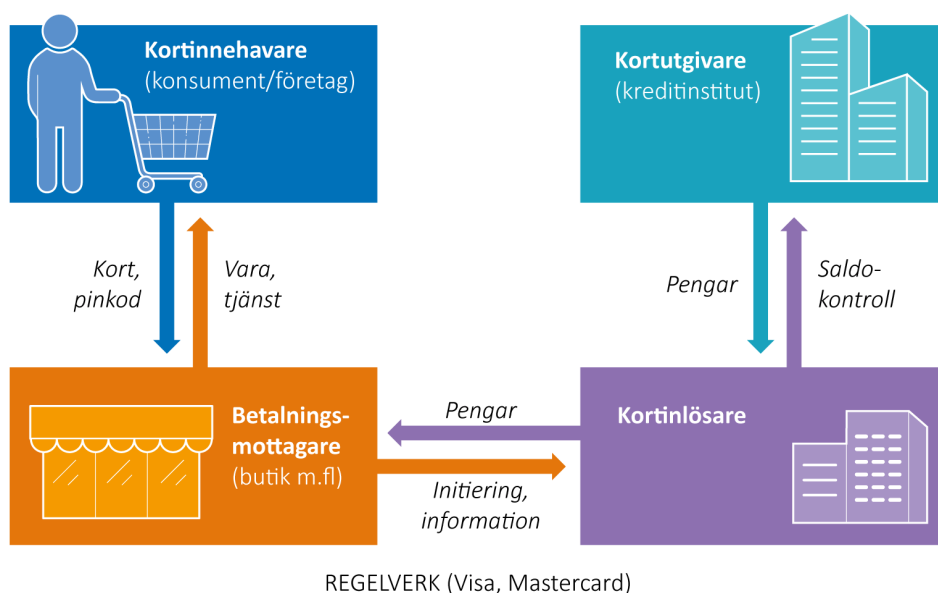 Kortinnehavare
(konsument/företag)
Kortutgivare
(kreditinstitut)
Kort,
pinkod
Vara,
tjänst
Pengar
Saldo-
kontroll
Betalnings-
mottagare
(butik m.fl)
Pengar
Initiering,
information
Kortinlösare
REGELVERK (Visa, Mastercard)